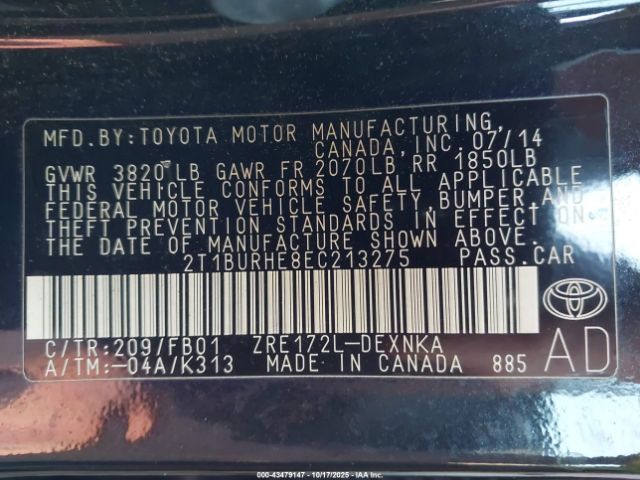 MFD.BY:TOYOTA MOTOR MANUFACTURING,
CANADA,INC.07/14
GVWR 3820 LB GAWR FR 2070LB RR 1850LB
THIS VEHICLE CONFORMS TO ALL APPLICABLE
FEDERAL MOTOR VEHICLE SAFETY,BUMPER,AND
THEFT PREVENTION STANDARDS IN EFFECT ON
THE DATE OF MANUFACTURE SHOWN ABOVE.
2T1BURHE8EC213275 PASS.CAR
C/TR:209/FB01 ZRE172L-DEXNKA
A/TM:-04A/K313 MADE IN CANADA 885
AD
000-43479147 | 10/17/2025 - Copyright (c) IAA Inc.